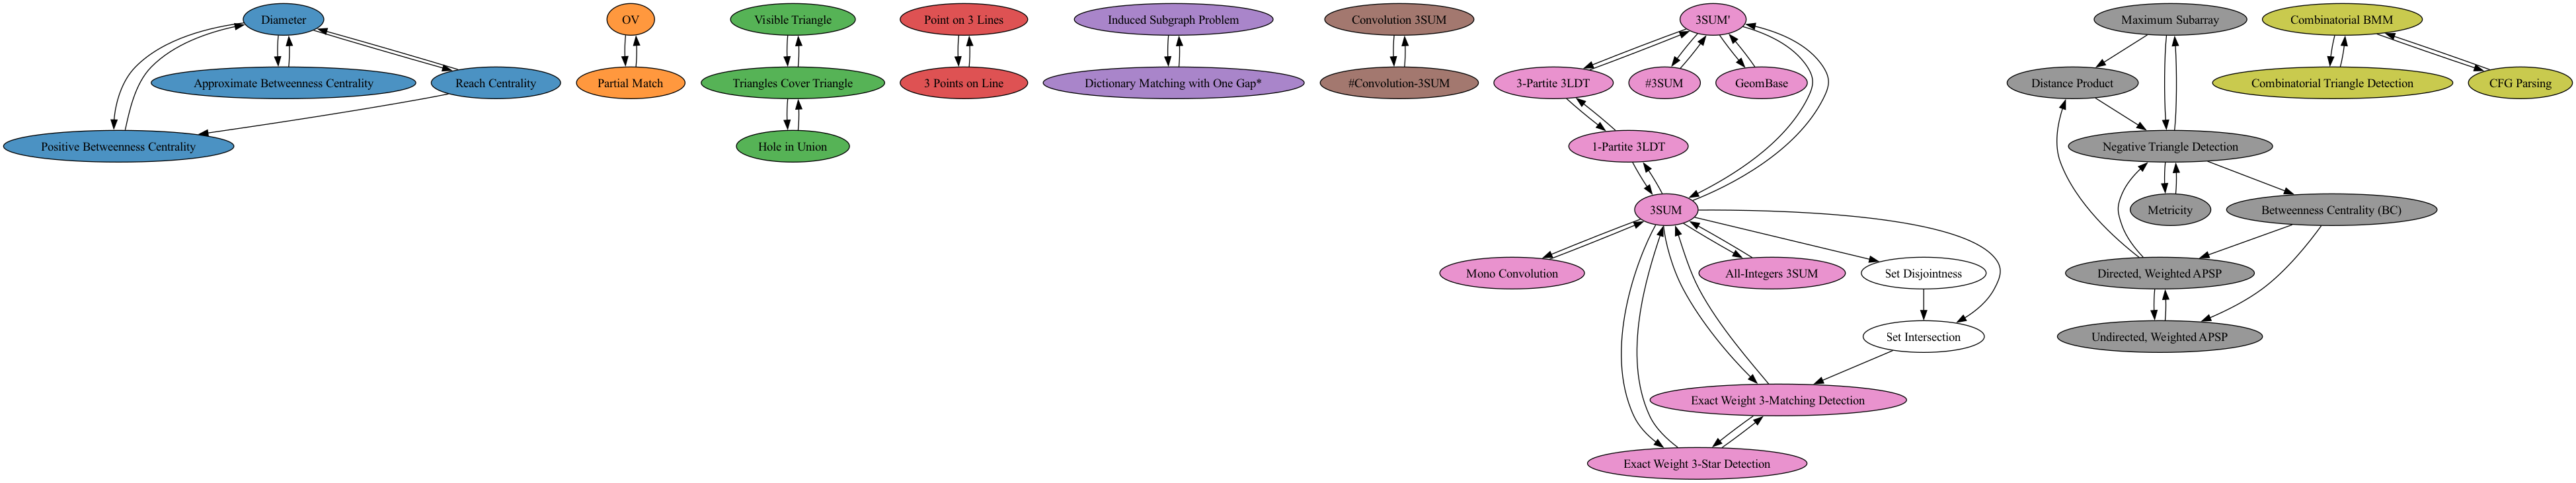 Diameter
OV
Visible Triangle
Point on 3 Lines
Induced Subgraph Problem
Convolution 3SUM
3SUM'
Maximum Subarray
Combinatorial BMM
Approximate Betweenness Centrality
Reach Centrality
Partial Match
Triangles Cover Triangle
3 Points on Line
Dictionary Matching with One Gap*
#Convolution-3SUM
3-Partite 3LDT
#3SUM
GeomBase
Distance Product
Combinatorial Triangle Detection
CFG Parsing
Positive Betweenness Centrality
Hole in Union
1-Partite 3LDT
Negative Triangle Detection
3SUM
Metricity
Betweenness Centrality (BC)
Mono Convolution
All-Integers 3SUM
Set Disjointness
Directed, Weighted APSP
Set Intersection
Undirected, Weighted APSP
Exact Weight 3-Matching Detection
Exact Weight 3-Star Detection